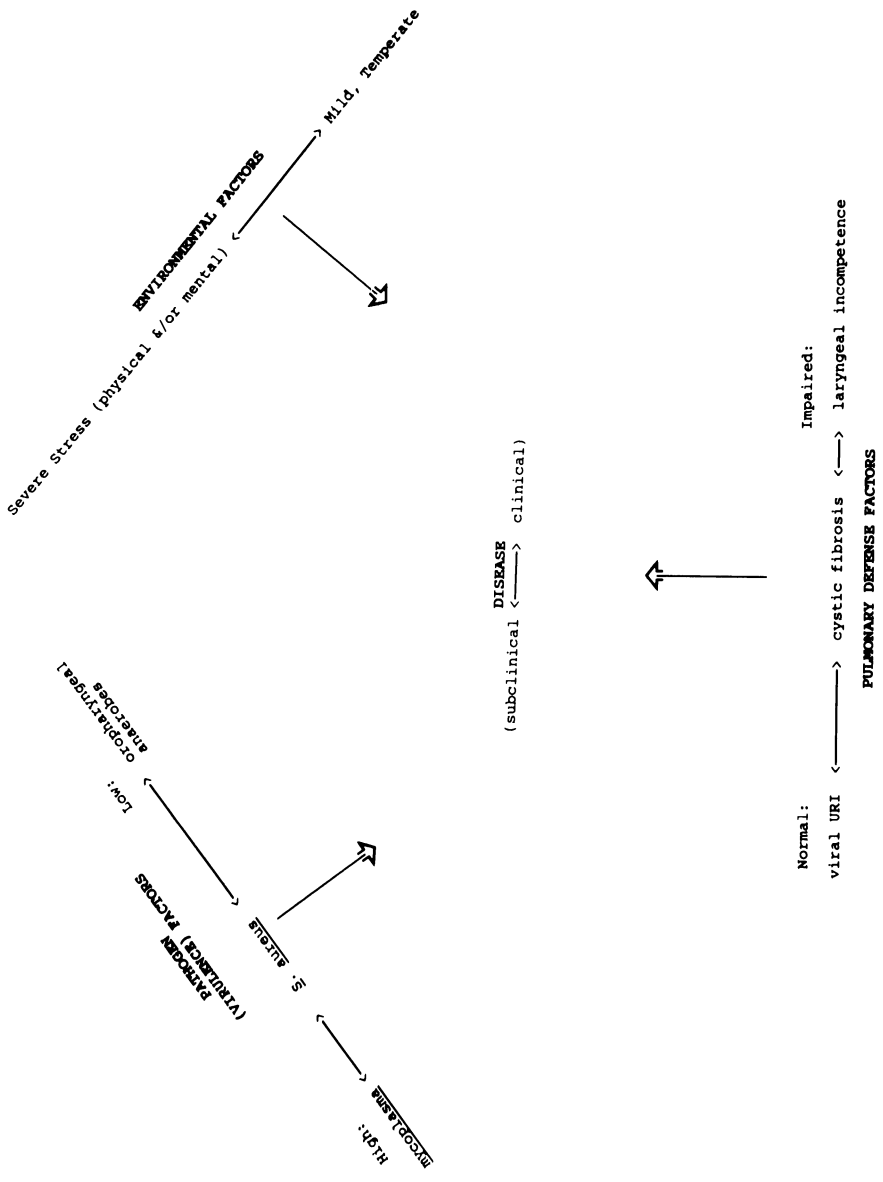 PATHOGEN
(VIRULENCE) FACTORS
Low:
oropharyngeal
anaerobes
<-----> S. aureus <---->
High:
mycoplasma
ENVIRONMENTAL FACTORS
Severe Stress (physical &/or mental) <-----> Mild, Temperate
DISEASE
(subclinical <----> clinical)
Normal:
Impaired:
viral URI <-----> cystic fibrosis <--> laryngeal incompetence
PULMONARY DEFENSE FACTORS